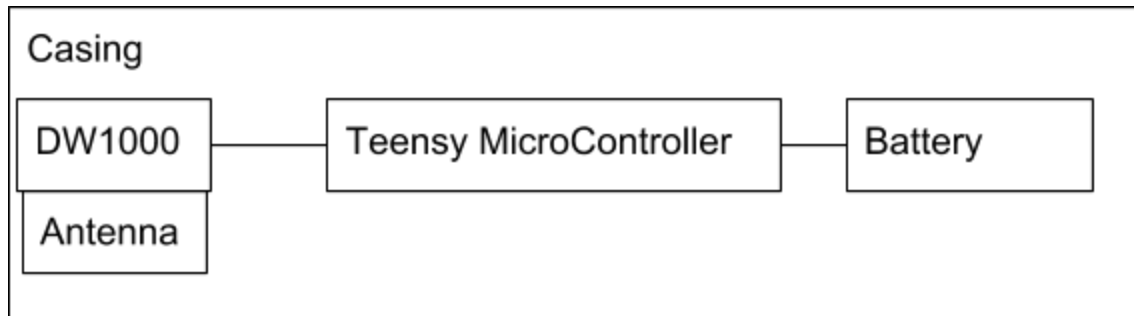 Casing
DW1000
Teensy MicroController
Battery
Antenna